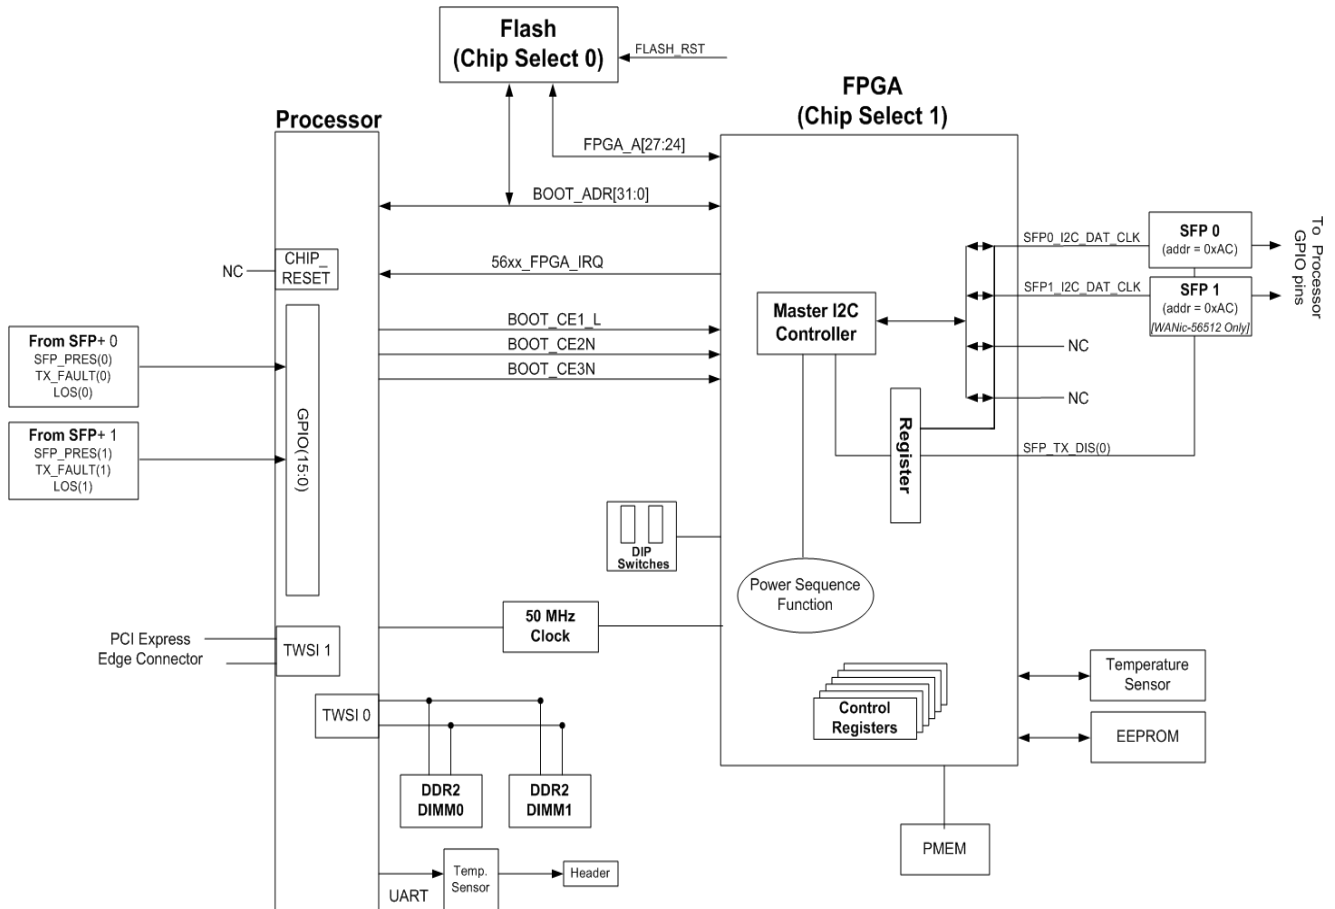 Flash
(Chip Select 0)
FLASH_RST
FPGA
(Chip Select 1)
Processor
FPGA_A[27:24]
BOOT_ADR[31:0]
CHIP_
RESET
NC
56xx_FPGA_IRQ
BOOT_CE1_L
BOOT_CE2N
BOOT_CE3N
From SFP+ 0
SFP_PRES(0)
TX_FAULT(0)
LOS(0)
From SFP+ 1
SFP_PRES(1)
TX_FAULT(1)
LOS(1)
GPIO(15:0)
Master I2C
Controller
SFP0_I2C_DAT_CLK
SFP 0
(addr = 0xAC)
SFP1_I2C_DAT_CLK
SFP 1
(addr = 0xAC)
[WANic-56512 Only]
To Processor
GPIO pins
NC
NC
Register
SFP_TX_DIS(0)
DIP
Switches
Power Sequence
Function
50 MHz
Clock
PCI Express
Edge Connector
TWSI 1
TWSI 0
Control
Registers
Temperature
Sensor
EEPROM
DDR2
DIMM0
DDR2
DIMM1
PMEM
UART
Temp.
Sensor
Header